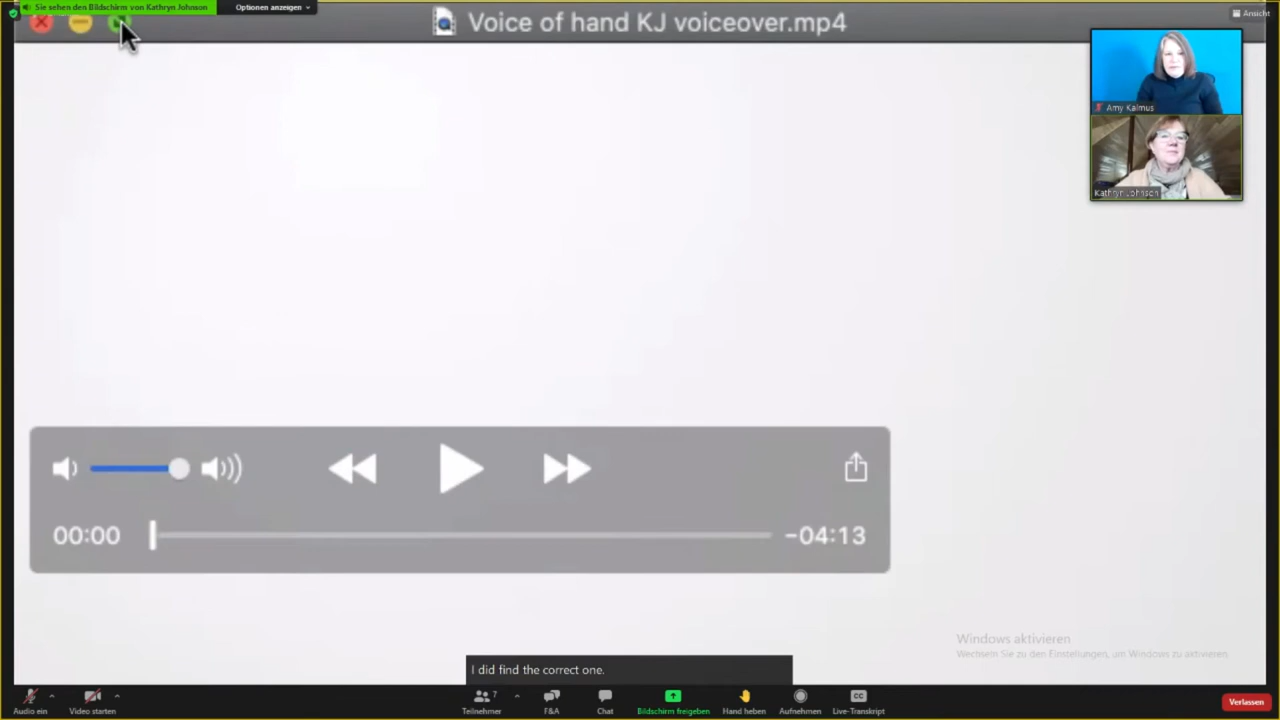 Sie sehen den Bildschirm von Kathryn Johnson
Optionen anzeigen
Ansicht
Voice of hand KJ voiceover.mp4
Amy Kalmus
Kathryn Johnson
00:00
-04:13
Windows aktivieren
Wechseln Sie zu den Einstellungen, um Windows zu aktivieren.
I did find the correct one.
Audio ein
Video starten
7
Teilnehmer
F&A
Chat
Bildschirm freigeben
Hand heben
Aufnehmen
CC
Live-Transkript
Verlassen